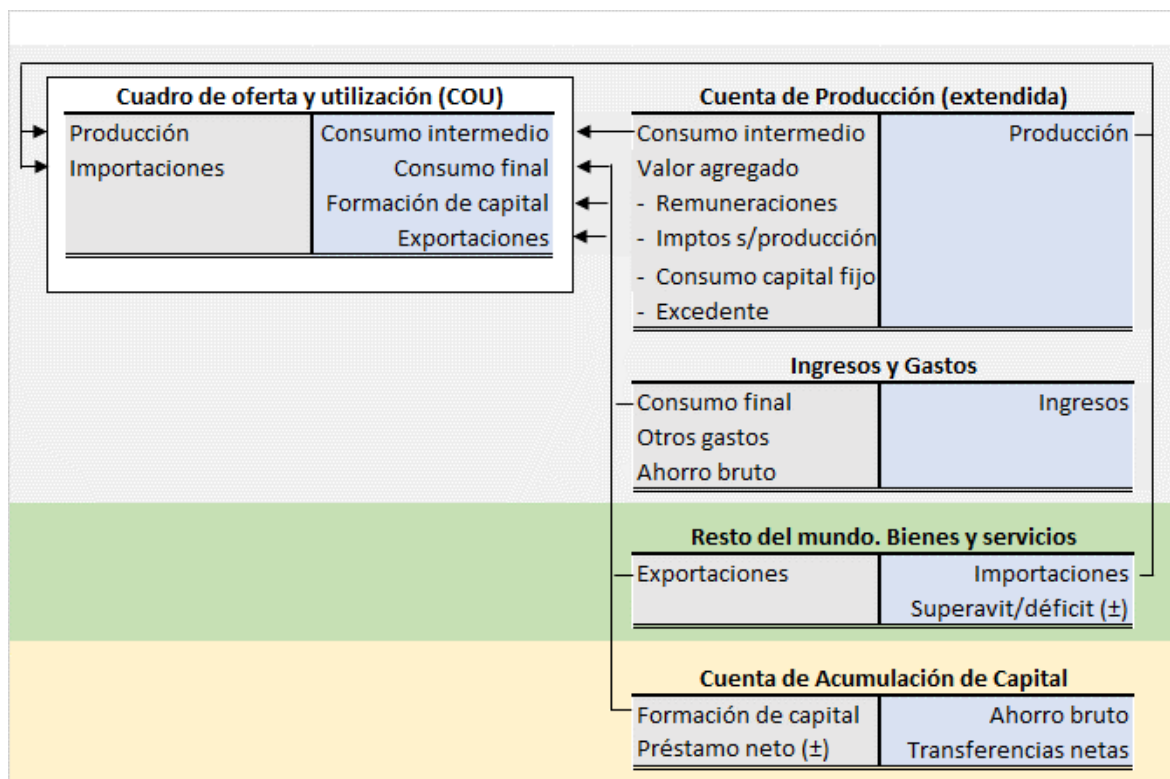 Cuadro de oferta y utilización (COU)
Producción
Consumo intermedio
Importaciones
Consumo final
Formación de capital
Exportaciones
Cuenta de Producción (extendida)
Consumo intermedio
Producción
Valor agregado
- Remuneraciones
- Imptos s/producción
- Consumo capital fijo
- Excedente
Ingresos y Gastos
Consumo final
Ingresos
Otros gastos
Ahorro bruto
Resto del mundo. Bienes y servicios
Exportaciones
Importaciones
Superavit/déficit (±)
Cuenta de Acumulación de Capital
Formación de capital
Ahorro bruto
Préstamo neto (±)
Transferencias netas